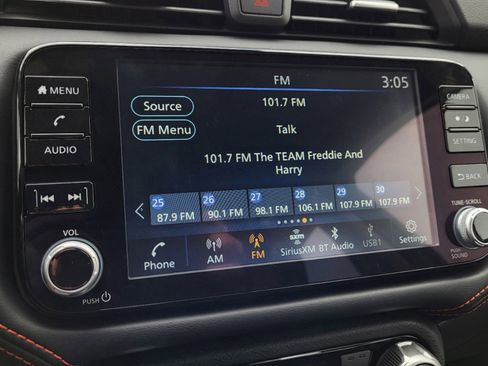 FM
3:05
MENU
AUDIO
VOL
PUSH
Source
FM Menu
101.7 FM
Talk
101.7 FM The TEAM Freddie And
Harry
25 26 27 28 29 30
87.9 FM 90.1 FM 98.1 FM 106.1 FM 107.9 FM 107.9 FM
Phone AM FM SiriusXM BT Audio USB1 Settings
sxm
CAMERA
SETTING
BACK
TUNE-SCROLL
PUSH
SOUND